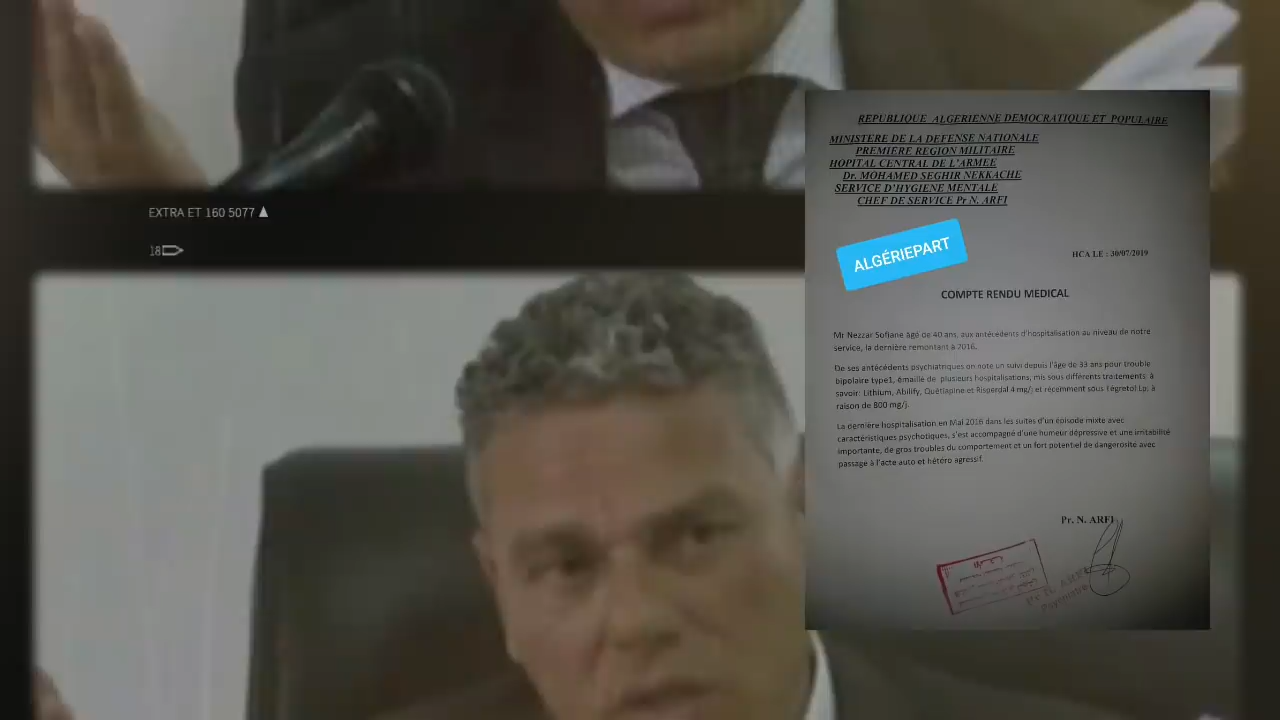 EXTRA ET 160 5077
18
REPUBLIQUE ALGERIENNE DEMOCRATIQUE ET POPULAIRE
MINISTERE DE LA DEFENSE NATIONALE
PREMIERE REGION MILITAIRE
HOPITAL CENTRAL DE L'ARMEE
Dr. MOHAMED SEGHIR NEKKACHE
SERVICE D'HYGIENE MENTALE
CHEF DE SERVICE Pr N. ARFI
ALGÉRIEPART
HCA LE : 30/07/2019
COMPTE RENDU MEDICAL
Mr Nezzar Sofiane âgé de 40 ans, aux antécédents d'hospitalisation au niveau de notre
service, la dernière remontant à 2016.
De ses antécédents psychiatriques on note un suivi depuis l'âge de 33 ans pour trouble
bipolaire type1, émaillé de plusieurs hospitalisations, mis sous différents traitements à
savoir: Lithium, Abilify, Quétiapine et Risperdal 4 mg/j et récemment sous Tégretol Lp, à
raison de 800 mg/j.
La dernière hospitalisation en Mai 2016 dans les suites d'un épisode mixte avec
caractéristiques psychotiques, s'est accompagné d'une humeur dépressive et une irritabilité
importante, de gros troubles du comportement et un fort potentiel de dangerosité avec
passage à l'acte auto et hétéro agressif.
Pr. N. ARFI